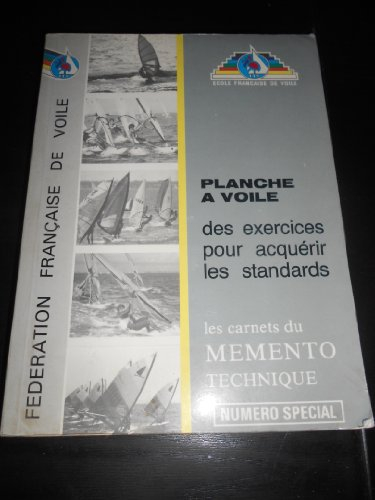 FEDERATION FRANÇAISE DE VOILE
ECOLE FRANÇAISE DE VOILE
PLANCHE
A VOILE
des exercices
pour acquérir
les standards
les carnets du
MEMENTO
TECHNIQUE
NUMERO SPECIAL